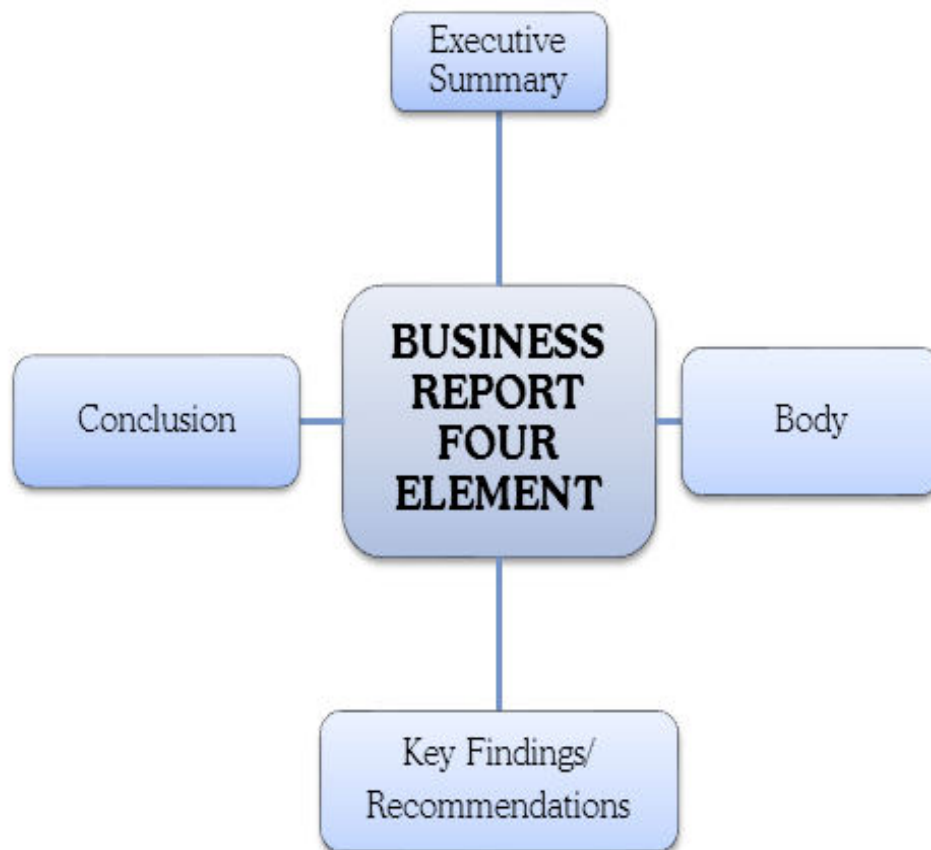 Executive
Summary
BUSINESS
REPORT
FOUR
ELEMENT
Conclusion
Body
Key Findings/
Recommendations